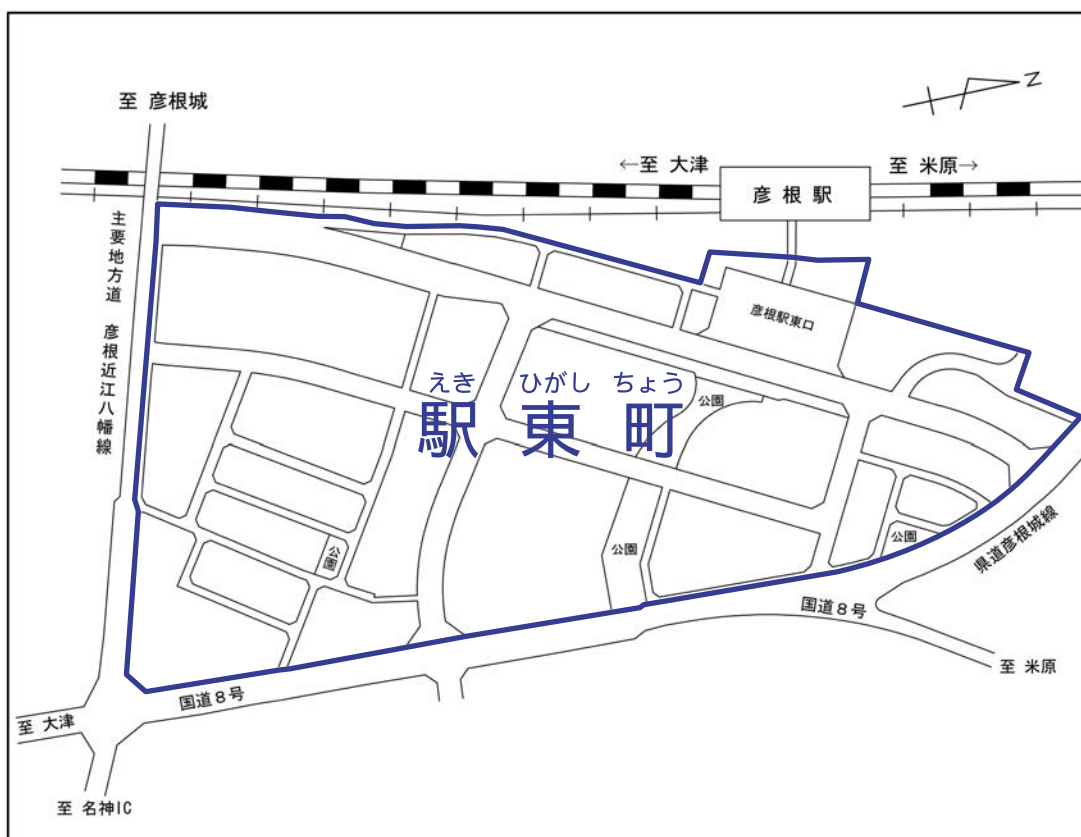 至 彦根城
N
←至 大津
至 米原→
彦 根 駅
主要地方道 彦根近江八幡線
彦根駅東口
えき ひがし ちょう
駅 東 町
公園
公園
公園
公園
県道彦根城線
国道8号
至 米原
国道8号
至 大津
至 名神IC